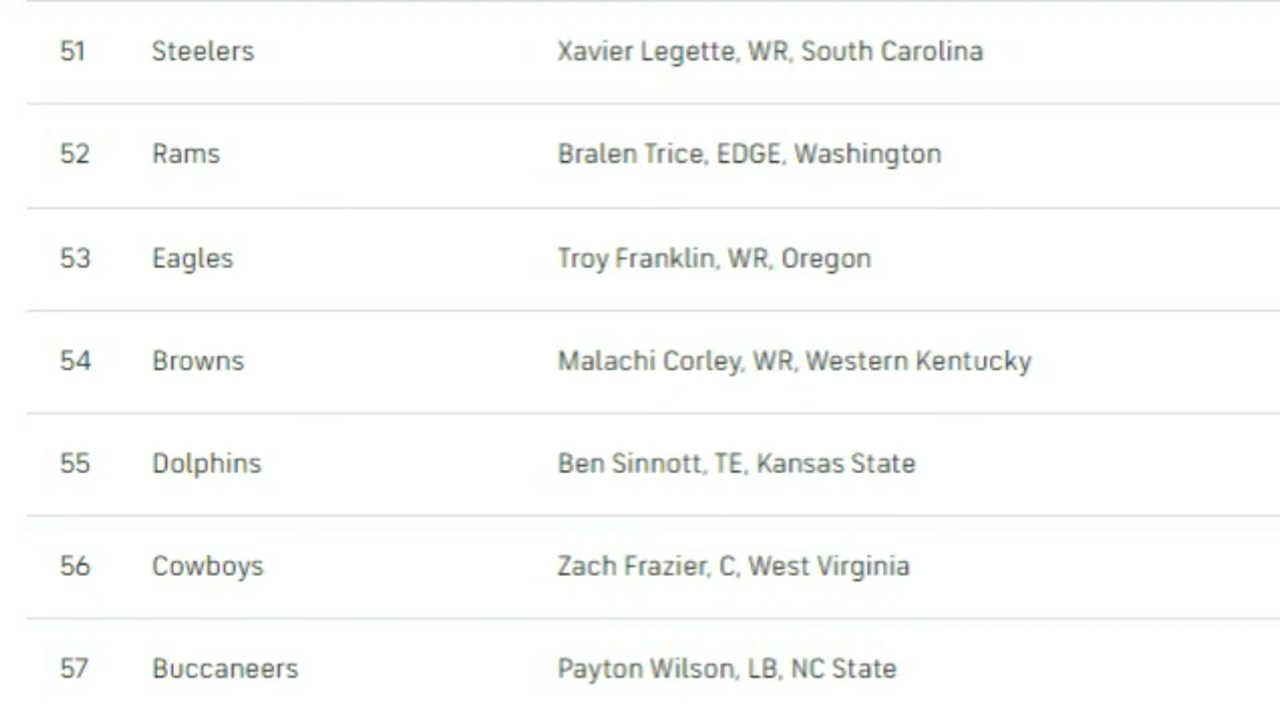 51 Steelers Xavier Legette, WR, South Carolina
52 Rams Bralen Trice, EDGE, Washington
53 Eagles Troy Franklin, WR, Oregon
54 Browns Malachi Corley, WR, Western Kentucky
55 Dolphins Ben Sinnott, TE, Kansas State
56 Cowboys Zach Frazier, C, West Virginia
57 Buccaneers Payton Wilson, LB, NC State